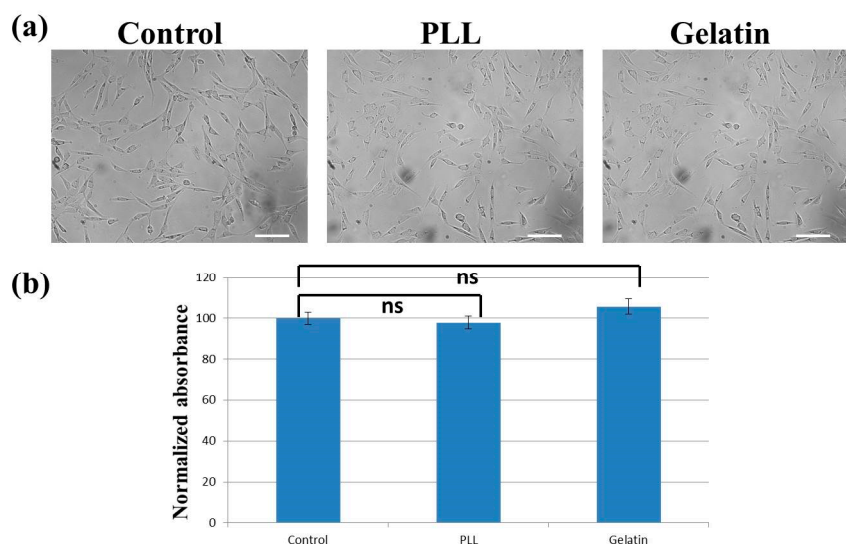 (a)
Control PLL Gelatin
(b)
Normalized absorbance
120
100
80
60
40
20
0
ns
ns
Control PLL Gelatin